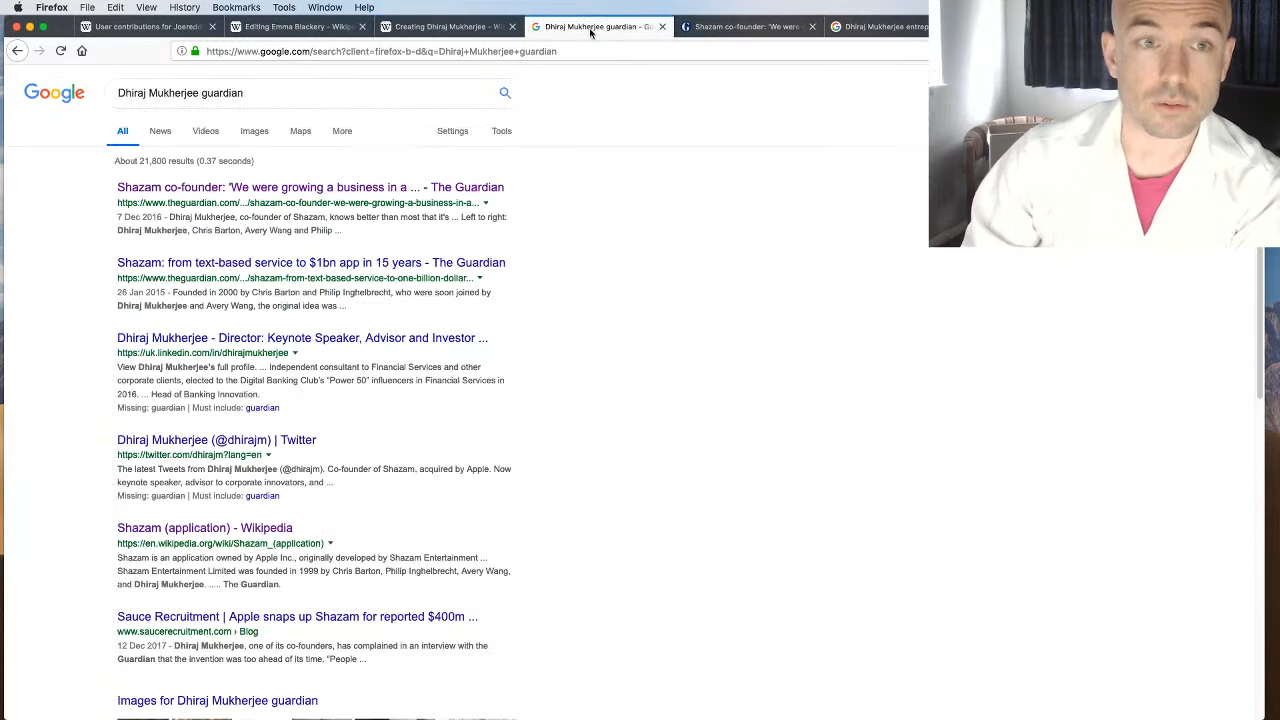 Firefox File Edit View History Bookmarks Tools Window Help
User contributions for Jeeredd
Editing Emma Blackery - Wikip
Creating Dhiraj Mukherjee - W
Dhiraj Mukherjee guardian - Go
Shazam co-founder: 'We were
Dhiraj Mukherjee entrep
https://www.google.com/search?client=firefox-b-d&q=Dhiraj+Mukherjee+guardian
Google
Dhiraj Mukherjee guardian
All News Videos Images Maps More Settings Tools
About 21,800 results (0.37 seconds)
Shazam co-founder: 'We were growing a business in a ... - The Guardian
https://www.theguardian.com/.../shazam-co-founder-we-were-growing-a-business-in-a...
7 Dec 2016 - Dhiraj Mukherjee, co-founder of Shazam, knows better than most that it's ... Left to right:
Dhiraj Mukherjee, Chris Barton, Avery Wang and Philip ...
Shazam: from text-based service to $1bn app in 15 years - The Guardian
https://www.theguardian.com/.../shazam-from-text-based-service-to-one-billion-dollar...
26 Jan 2015 - Founded in 2000 by Chris Barton and Philip Inghelbrecht, who were soon joined by
Dhiraj Mukherjee and Avery Wang, the original idea was ...
Dhiraj Mukherjee - Director: Keynote Speaker, Advisor and Investor ...
https://uk.linkedin.com/in/dhirajmukherjee
View Dhiraj Mukherjee's full profile. ... Independent consultant to Financial Services and other
corporate clients, elected to the Digital Banking Club's "Power 50" influencers in Financial Services in
2016. ... Head of Banking Innovation.
Missing: guardian | Must include: guardian
Dhiraj Mukherjee (@dhirajm) | Twitter
https://twitter.com/dhirajm?lang=en
The latest Tweets from Dhiraj Mukherjee (@dhirajm). Co-founder of Shazam, acquired by Apple. Now
keynote speaker, advisor to corporate innovators, and ...
Missing: guardian | Must include: guardian
Shazam (application) - Wikipedia
https://en.wikipedia.org/wiki/Shazam_(application)
Shazam is an application owned by Apple Inc., originally developed by Shazam Entertainment ...
Shazam Entertainment Limited was founded in 1999 by Chris Barton, Philip Inghelbrecht, Avery Wang,
and Dhiraj Mukherjee. ..... The Guardian.
Sauce Recruitment | Apple snaps up Shazam for reported $400m ...
www.saucerecruitment.com › Blog
12 Dec 2017 - Dhiraj Mukherjee, one of its co-founders, has complained in an interview with the
Guardian that the invention was too ahead of its time. "People ...
Images for Dhiraj Mukherjee guardian